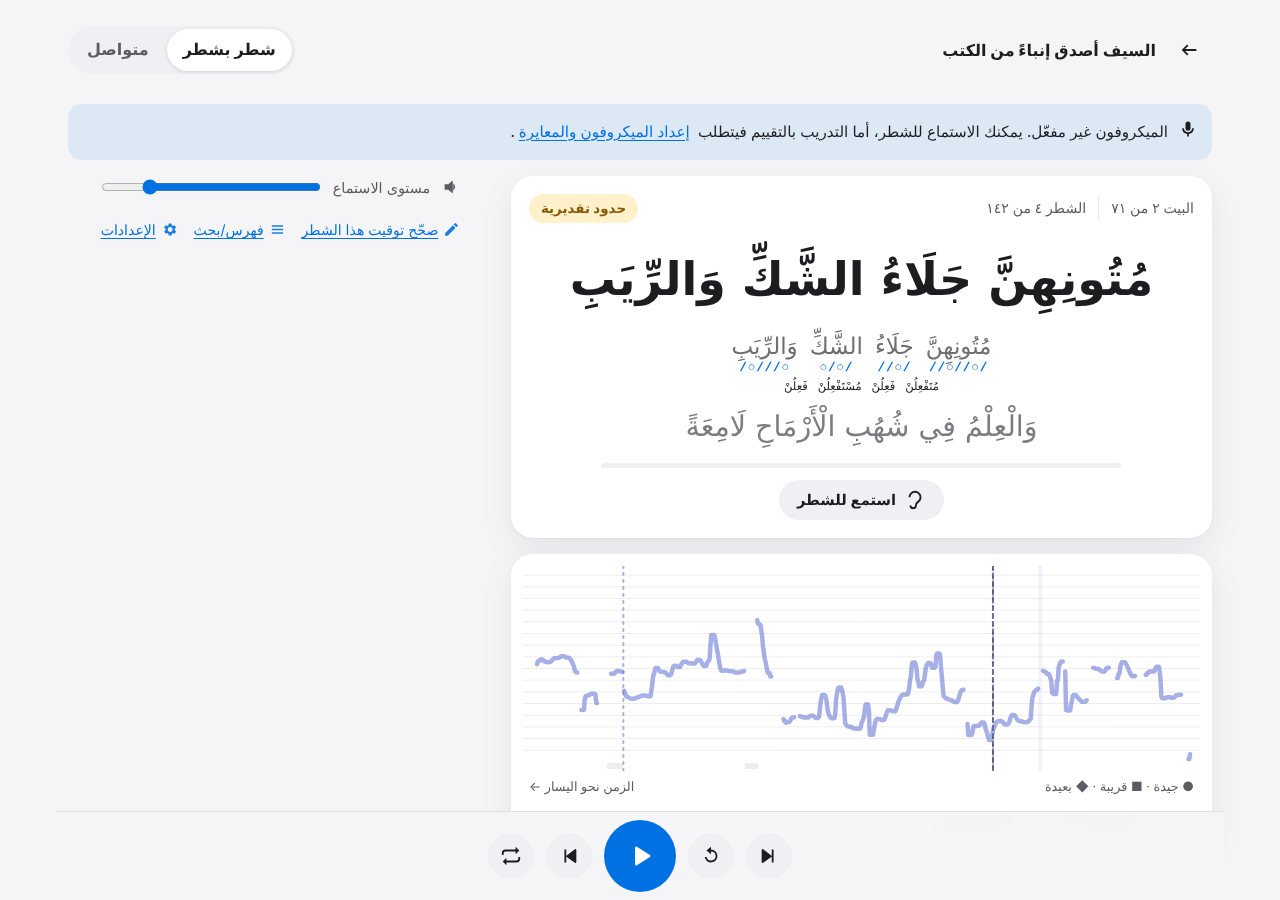 السيف أصدق إنباءً من الكتب
شطر بشطر
متواصل
الميكروفون غير مفعّل. يمكنك الاستماع للشطر، أما التدريب بالتقييم فيتطلب إعداد الميكروفون والمعايرة .
البيت ٢ من ٧١
الشطر ٤ من ١٤٢
حدود تقديرية
مُتُونِهِنَّ جَلَاءُ الشَّكِّ وَالرِّيَبِ
مُتُونِهِنَّ جَلَاءُ الشَّكِّ وَالرِّيَبِ
مُتَفْعِلُنْ فَعِلُنْ مُسْتَفْعِلُنْ فَعِلُنْ
وَالْعِلْمُ فِي شُهُبِ الْأَرْمَاحِ لَامِعَةً
استمع للشطر
مستوى الاستماع
صحّح توقيت هذا الشطر
فهرس/بحث
الإعدادات
● جيدة · ■ قريبة · ◆ بعيدة
الزمن نحو اليسار ←